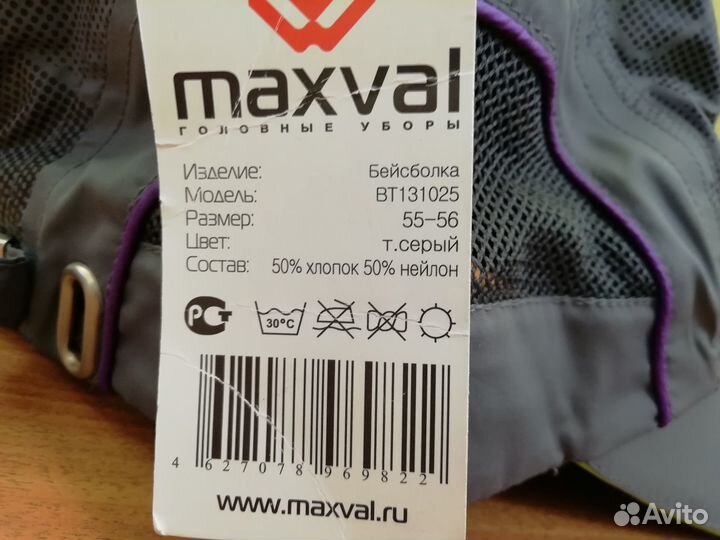 maxval
ГОЛОВНЫЕ УБОРЫ
Изделие: Бейсболка
Модель: BT131025
Размер: 55-56
Цвет: т.серый
Состав: 50% хлопок 50% нейлон
РСТ 30°C
4 627078 969822
www.maxval.ru
Avito